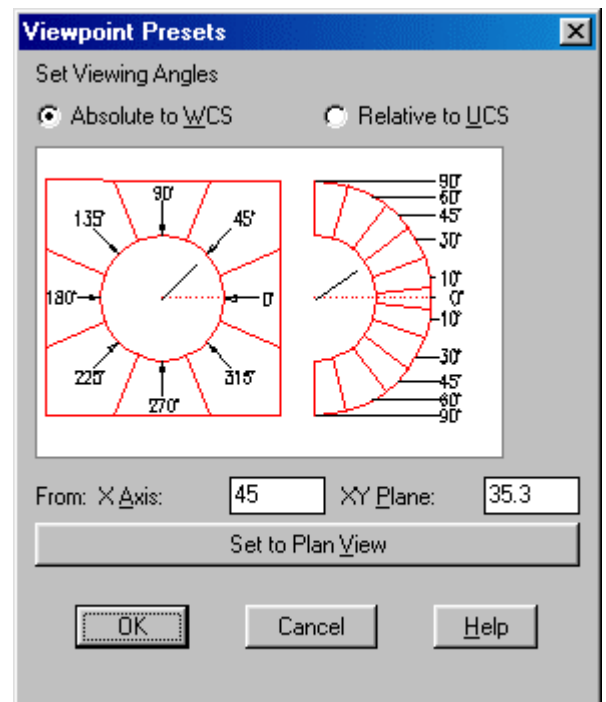 Viewpoint Presets
Set Viewing Angles
Absolute to WCS Relative to UCS
90°
135° 45°
180° 0°
225° 315°
270°
90°
60°
45°
30°
10°
0°
10°
30°
45°
60°
90°
From: X Axis: 45 XY Plane: 35.3
Set to Plan View
OK Cancel Help